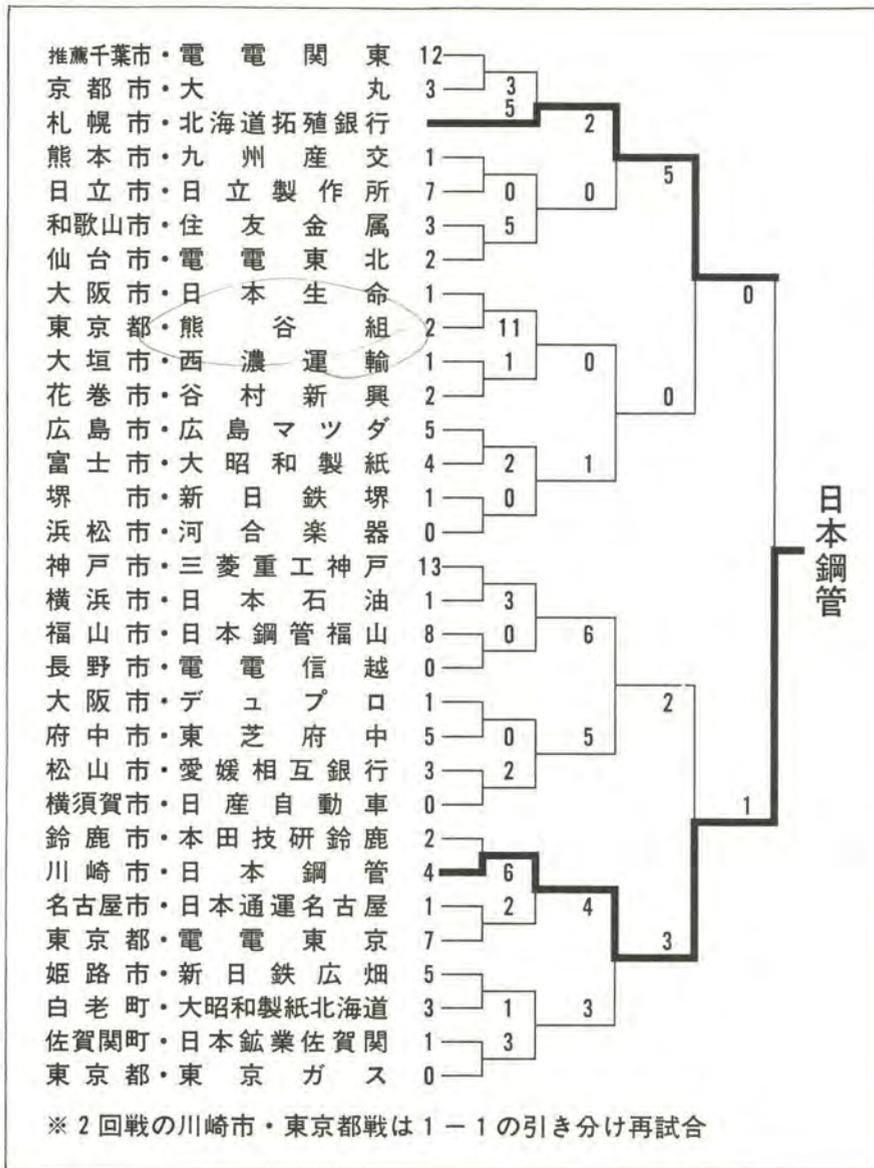 推薦千葉市・電電関東 12
京都市・大丸 3
3
5
札幌市・北海道拓殖銀行
2
熊本市・九州産交 1
日立市・日立製作所 7
0
0
5
和歌山市・住友金属 3
5
仙台市・電電東北 2
大阪市・日本生命 1
0
東京都・熊谷組 2
11
大垣市・西濃運輸 1
1
0
花巻市・谷村新興 2
0
広島市・広島マツダ 5
富士市・大昭和製紙 4
2
1
堺市・新日鉄堺 1
0
浜松市・河合楽器 0
日本鋼管
神戸市・三菱重工神戸 13
横浜市・日本石油 1
3
福山市・日本鋼管福山 8
0
6
長野市・電電信越 0
大阪市・デュプロ 1
2
府中市・東芝府中 5
0
5
松山市・愛媛相互銀行 3
2
横須賀市・日産自動車 0
1
鈴鹿市・本田技研鈴鹿 2
川崎市・日本鋼管 4
6
名古屋市・日本通運名古屋 1
2
4
東京都・電電東京 7
3
姫路市・新日鉄広畑 5
白老町・大昭和製紙北海道 3
1
3
佐賀関町・日本鉱業佐賀関 1
3
東京都・東京ガス 0
※2回戦の川崎市・東京都戦は1－1の引き分け再試合